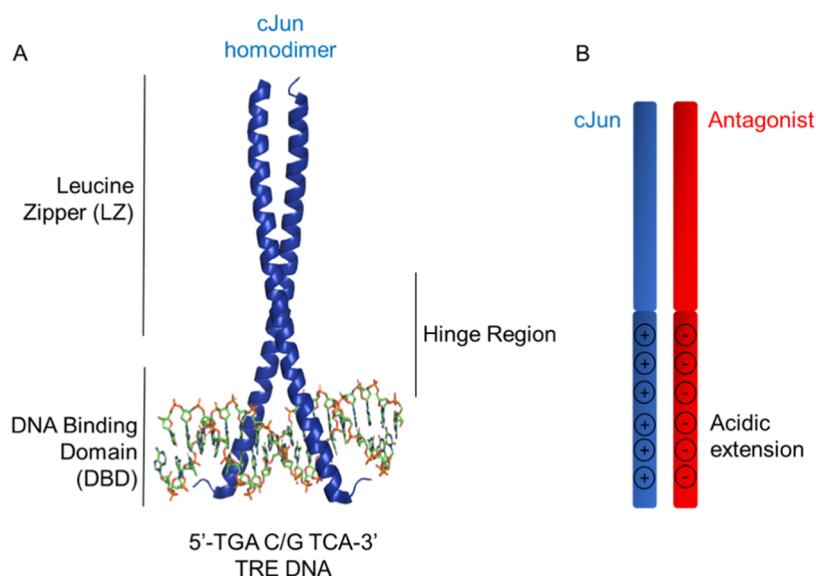 A
cJun
homodimer
Leucine
Zipper (LZ)
Hinge Region
DNA Binding
Domain
(DBD)
5’-TGA C/G TCA-3’
TRE DNA
B
cJun
Antagonist
+ -
+ -
+ -
+ -
+ -
+ -
Acidic
extension